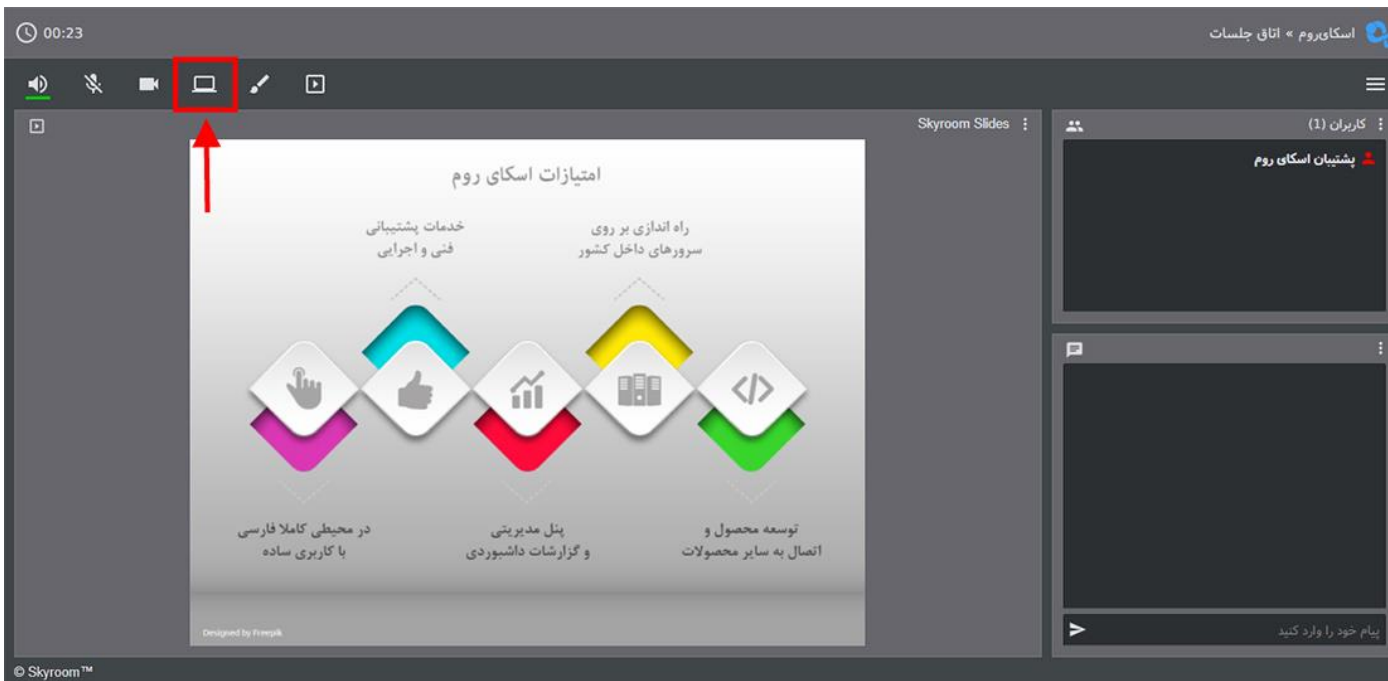 00:23
اسکای‌روم » اتاق جلسات
Skyroom Slides
کاربران (1)
پشتیبان اسکای روم
امتیازات اسکای روم
راه اندازی بر روی
سرورهای داخل کشور
خدمات پشتیبانی
فنی و اجرایی
توسعه محصول و
اتصال به سایر محصولات
پنل مدیریتی
و گزارشات داشبوردی
در محیطی کاملا فارسی
با کاربری ساده
Designed by Freepik
پیام خود را وارد کنید
© Skyroom™